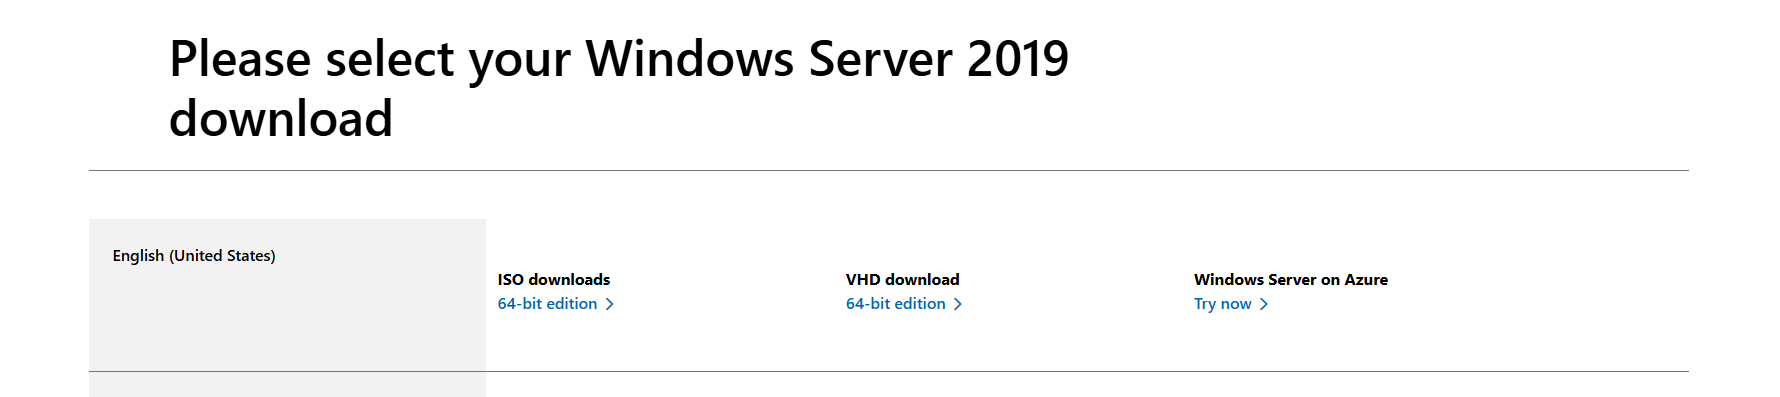 Please select your Windows Server 2019
download
English (United States)
ISO downloads
64-bit edition
VHD download
64-bit edition
Windows Server on Azure
Try now